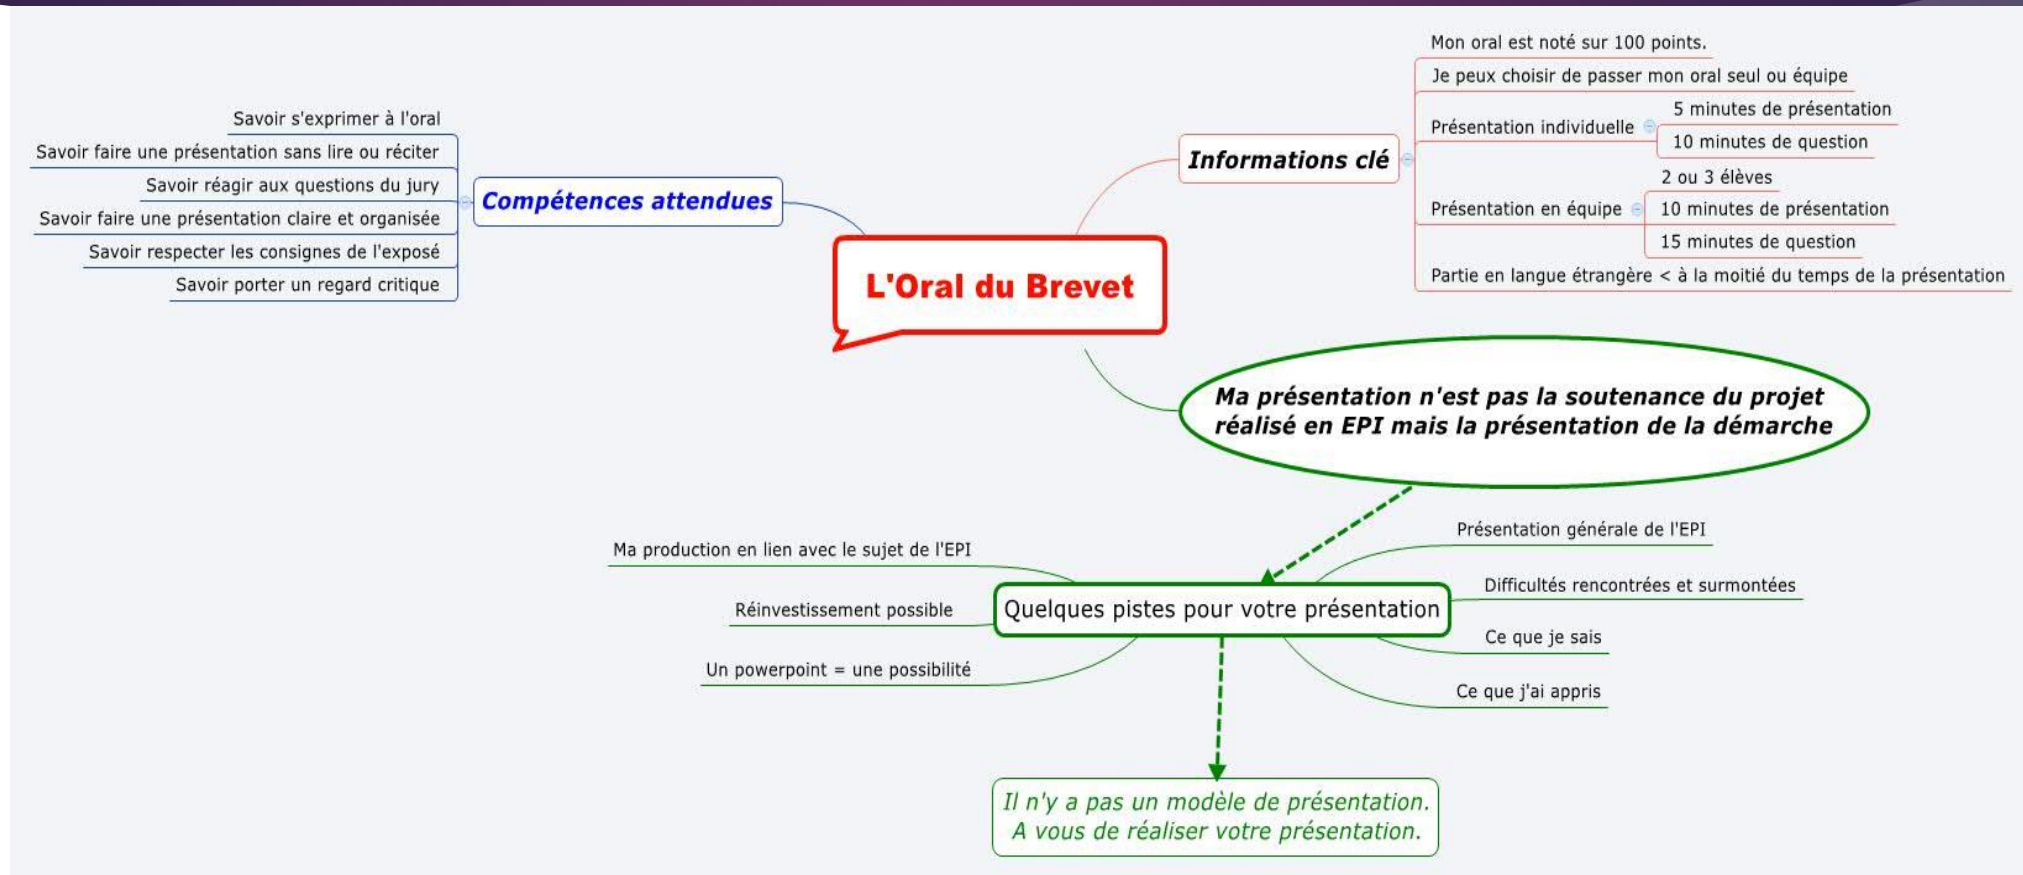 L'Oral du Brevet
Compétences attendues
Savoir s'exprimer à l'oral
Savoir faire une présentation sans lire ou réciter
Savoir réagir aux questions du jury
Savoir faire une présentation claire et organisée
Savoir respecter les consignes de l'exposé
Savoir porter un regard critique
Informations clé
Mon oral est noté sur 100 points.
Je peux choisir de passer mon oral seul ou équipe
Présentation individuelle
5 minutes de présentation
10 minutes de question
Présentation en équipe
2 ou 3 élèves
10 minutes de présentation
15 minutes de question
Partie en langue étrangère < à la moitié du temps de la présentation
Ma présentation n'est pas la soutenance du projet
réalisé en EPI mais la présentation de la démarche
Quelques pistes pour votre présentation
Présentation générale de l'EPI
Difficultés rencontrées et surmontées
Ce que je sais
Ce que j'ai appris
Ma production en lien avec le sujet de l'EPI
Réinvestissement possible
Un powerpoint = une possibilité
Il n'y a pas un modèle de présentation.
A vous de réaliser votre présentation.